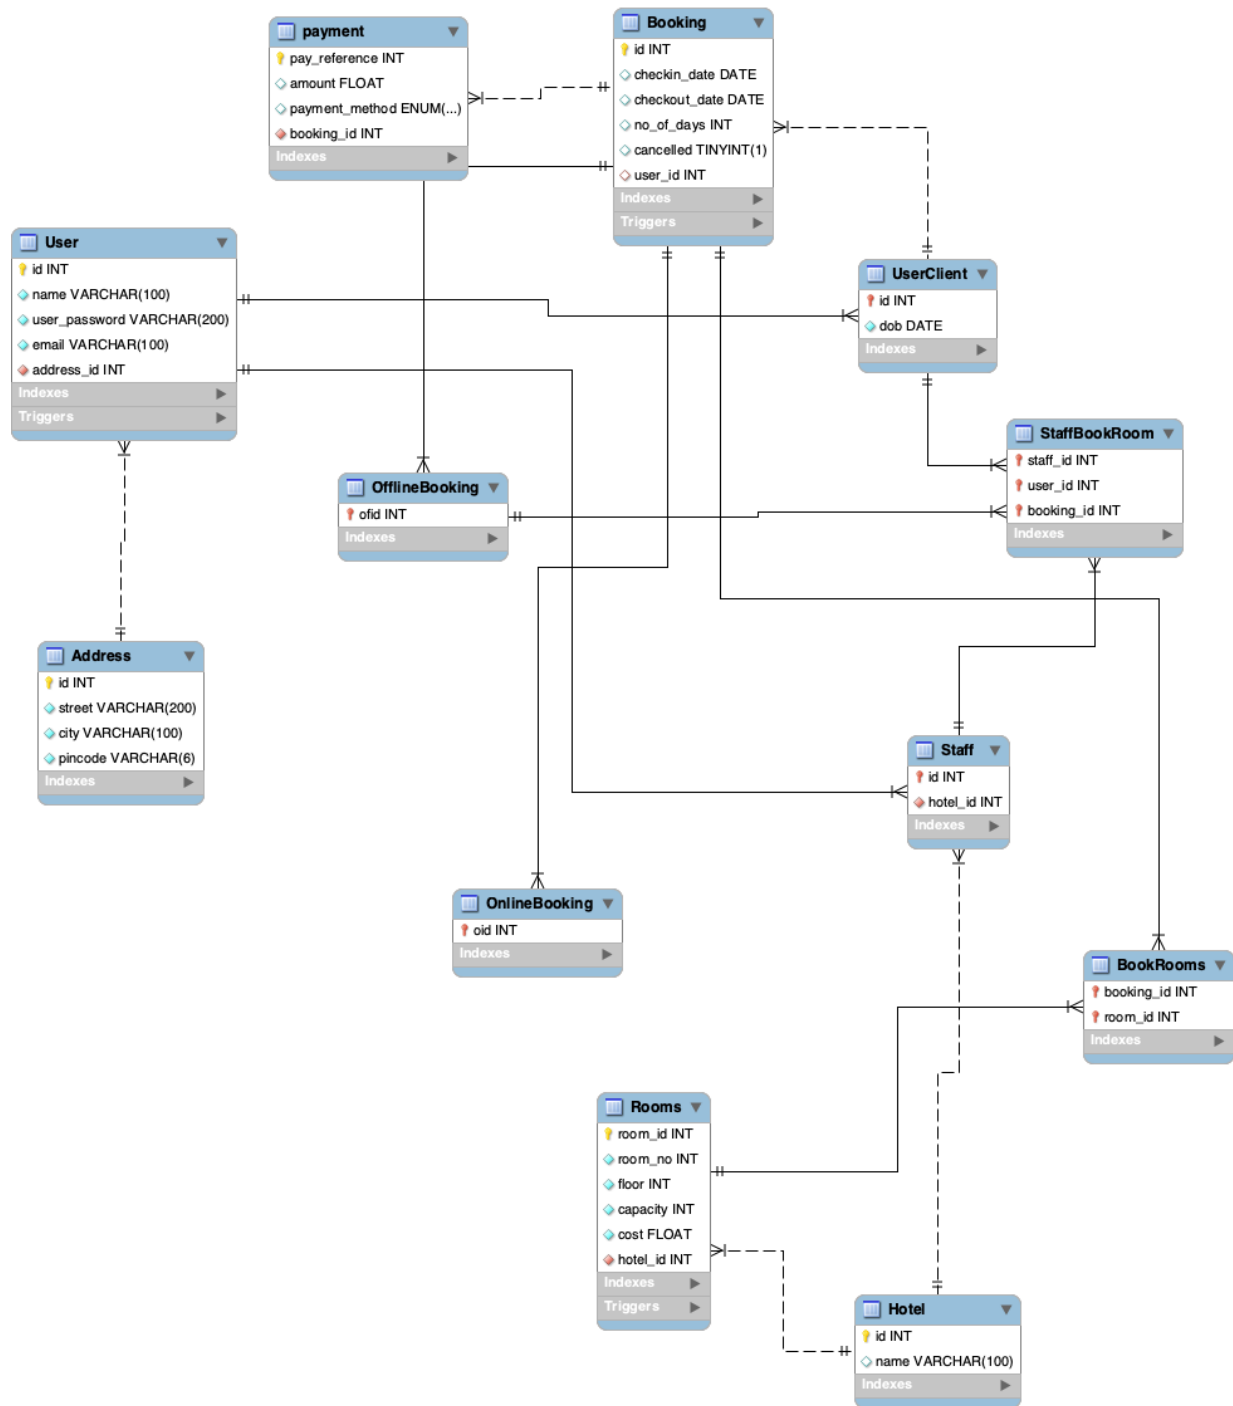 payment
pay_reference INT
amount FLOAT
payment_method ENUM(...)
booking_id INT
Indexes
Booking
id INT
checkin_date DATE
checkout_date DATE
no_of_days INT
cancelled TINYINT(1)
user_id INT
Indexes
Triggers
User
id INT
name VARCHAR(100)
user_password VARCHAR(200)
email VARCHAR(100)
address_id INT
Indexes
Triggers
UserClient
id INT
dob DATE
Indexes
StaffBookRoom
staff_id INT
user_id INT
booking_id INT
Indexes
OfflineBooking
ofid INT
Indexes
Address
id INT
street VARCHAR(200)
city VARCHAR(100)
pincode VARCHAR(6)
Indexes
Staff
id INT
hotel_id INT
Indexes
OnlineBooking
oid INT
Indexes
BookRooms
booking_id INT
room_id INT
Indexes
Rooms
room_id INT
room_no INT
floor INT
capacity INT
cost FLOAT
hotel_id INT
Indexes
Triggers
Hotel
id INT
name VARCHAR(100)
Indexes